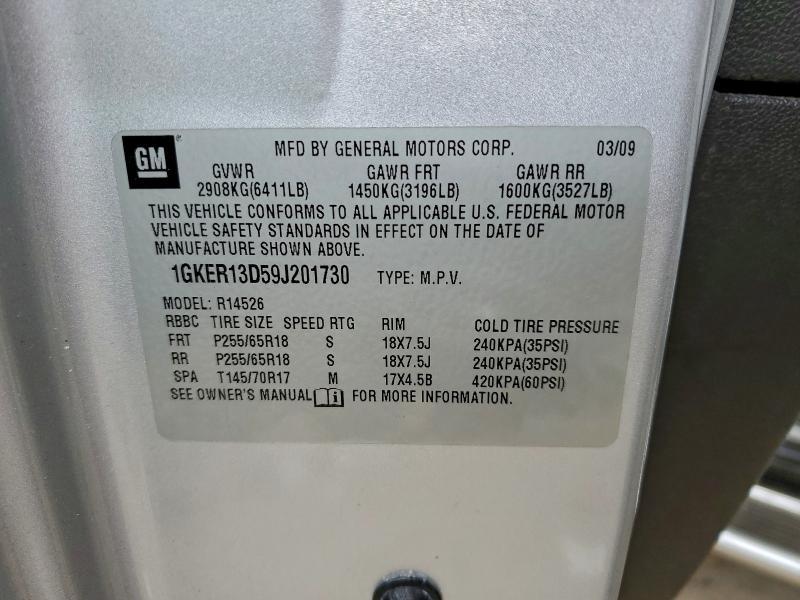 GM MFD BY GENERAL MOTORS CORP. 03/09
GVWR GAWR FRT GAWR RR
2908KG(6411LB) 1450KG(3196LB) 1600KG(3527LB)
THIS VEHICLE CONFORMS TO ALL APPLICABLE U.S. FEDERAL MOTOR
VEHICLE SAFETY STANDARDS IN EFFECT ON THE DATE OF
MANUFACTURE SHOWN ABOVE.
1GKER13D59J201730 TYPE: M.P.V.
MODEL: R14526
RBBC TIRE SIZE SPEED RTG RIM COLD TIRE PRESSURE
FRT P255/65R18 S 18X7.5J 240KPA(35PSI)
RR P255/65R18 S 18X7.5J 240KPA(35PSI)
SPA T145/70R17 M 17X4.5B 420KPA(60PSI)
SEE OWNER'S MANUAL FOR MORE INFORMATION.